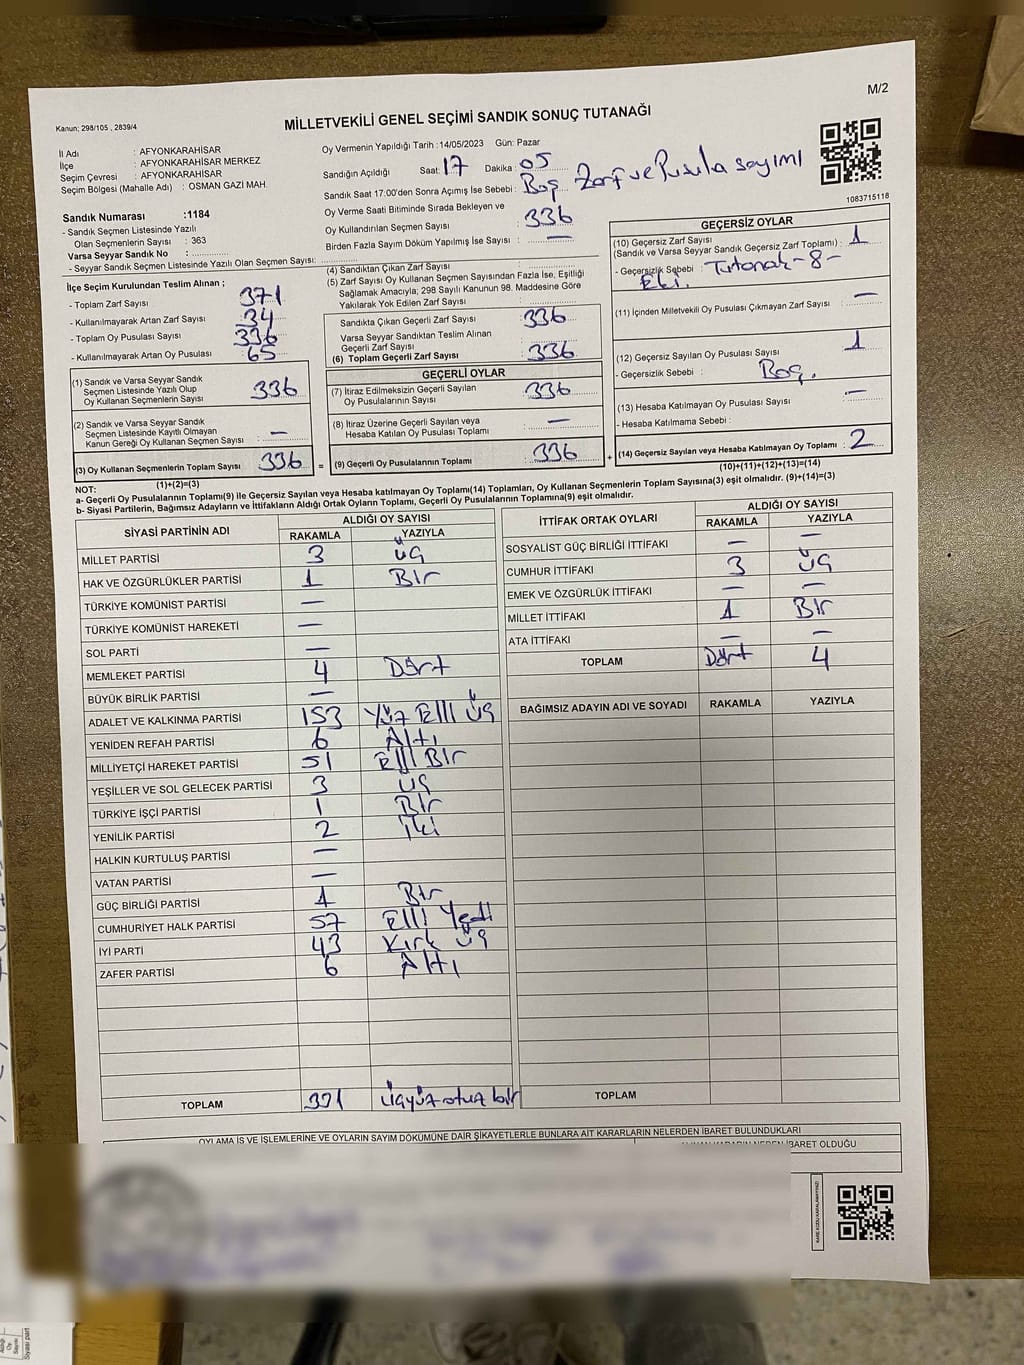 M/2
Kanun; 298/105 , 2839/4
MİLLETVEKİLİ GENEL SEÇİMİ SANDIK SONUÇ TUTANAĞI
İl Adı : AFYONKARAHİSAR
İlçe : AFYONKARAHİSAR MERKEZ
Seçim Çevresi : AFYONKARAHİSAR
Seçim Bölgesi (Mahalle Adı) : OSMAN GAZİ MAH.
Oy Vermenin Yapıldığı Tarih :14/05/2023 Gün: Pazar
Sandığın Açıldığı Saat: 17 Dakika : 05
Sandık Saat 17:00'den Sonra Açımış İse Sebebi : Boş Zarf ve Pusula sayımı
Oy Verme Saati Bitiminde Sırada Bekleyen ve
Oy Kullandırılan Seçmen Sayısı : 336
Birden Fazla Sayım Döküm Yapılmış İse Sayısı : —
1083715118
Sandık Numarası :1184
- Sandık Seçmen Listesinde Yazılı
Olan Seçmenlerin Sayısı : 363
Varsa Seyyar Sandık No :
- Seyyar Sandık Seçmen Listesinde Yazılı Olan Seçmen Sayısı:
İlçe Seçim Kurulundan Teslim Alınan ;
- Toplam Zarf Sayısı : 371
- Kullanılmayarak Artan Zarf Sayısı : 34
- Toplam Oy Pusulası Sayısı : 336
- Kullanılmayarak Artan Oy Pusulası : 65
(1) Sandık ve Varsa Seyyar Sandık
Seçmen Listesinde Yazılı Olup
Oy Kullanan Seçmenlerin Sayısı : 336
(2) Sandık ve Varsa Seyyar Sandık
Seçmen Listesinde Kayıtlı Olmayan
Kanun Gereği Oy Kullanan Seçmen Sayısı : —
(3) Oy Kullanan Seçmenlerin Toplam Sayısı : 336
(1)+(2)=(3)
(4) Sandıktan Çıkan Zarf Sayısı :
(5) Zarf Sayısı Oy Kullanan Seçmen Sayısından Fazla İse, Eşitliği
Sağlamak Amacıyla; 298 Sayılı Kanunun 98. Maddesine Göre
Yakılarak Yok Edilen Zarf Sayısı :
Sandıkta Çıkan Geçerli Zarf Sayısı : 336
Varsa Seyyar Sandıktan Teslim Alınan
Geçerli Zarf Sayısı :
(6) Toplam Geçerli Zarf Sayısı : 336
GEÇERLİ OYLAR
(7) İtiraz Edilmeksizin Geçerli Sayılan
Oy Pusulalarının Sayısı : 336
(8) İtiraz Üzerine Geçerli Sayılan veya
Hesaba Katılan Oy Pusulası Toplamı : —
= (9) Geçerli Oy Pusulalarının Toplamı : 336 +
GEÇERSİZ OYLAR
(10) Geçersiz Zarf Sayısı
(Sandık ve Varsa Seyyar Sandık Geçersiz Zarf Toplamı) : 1
- Geçersizlik Sebebi : Tutanak-8-
Eki.
(11) İçinden Milletvekili Oy Pusulası Çıkmayan Zarf Sayısı : —
(12) Geçersiz Sayılan Oy Pusulası Sayısı : 1
- Geçersizlik Sebebi : Boş.
(13) Hesaba Katılmayan Oy Pusulası Sayısı : —
- Hesaba Katılmama Sebebi :
(14) Geçersiz Sayılan veya Hesaba Katılmayan Oy Toplamı : 2
(10)+(11)+(12)+(13)=(14)
NOT:
a- Geçerli Oy Pusulalarının Toplamı(9) ile Geçersiz Sayılan veya Hesaba katılmayan Oy Toplamı(14) Toplamları, Oy Kullanan Seçmenlerin Toplam Sayısına(3) eşit olmalıdır. (9)+(14)=(3)
b- Siyasi Partilerin, Bağımsız Adayların ve İttifakların Aldığı Ortak Oyların Toplamı, Geçerli Oy Pusulalarının Toplamına(9) eşit olmalıdır.
SİYASİ PARTİNİN ADI ALDIĞI OY SAYISI
RAKAMLA YAZIYLA
MİLLET PARTİSİ 3 üç
HAK VE ÖZGÜRLÜKLER PARTİSİ 1 Bir
TÜRKİYE KOMÜNİST PARTİSİ —
TÜRKİYE KOMÜNİST HAREKETİ —
SOL PARTİ —
MEMLEKET PARTİSİ 4 Dört
BÜYÜK BİRLİK PARTİSİ —
ADALET VE KALKINMA PARTİSİ 153 Yüz Elli üç
YENİDEN REFAH PARTİSİ 6 Altı
MİLLİYETÇİ HAREKET PARTİSİ 51 Elli Bir
YEŞİLLER VE SOL GELECEK PARTİSİ 3 üç
TÜRKİYE İŞÇİ PARTİSİ 1 Bir
YENİLİK PARTİSİ 2 İki
HALKIN KURTULUŞ PARTİSİ —
VATAN PARTİSİ —
GÜÇ BİRLİĞİ PARTİSİ 1 Bir
CUMHURİYET HALK PARTİSİ 57 Elli Yedi
İYİ PARTİ 43 Kırk üç
ZAFER PARTİSİ 6 Altı
TOPLAM 331 üçyüz otuz bir
İTTİFAK ORTAK OYLARI ALDIĞI OY SAYISI
RAKAMLA YAZIYLA
SOSYALİST GÜÇ BİRLİĞİ İTTİFAKI — —
CUMHUR İTTİFAKI 3 üç
EMEK VE ÖZGÜRLÜK İTTİFAKI — —
MİLLET İTTİFAKI 1 Bir
ATA İTTİFAKI — —
TOPLAM Dört 4
BAĞIMSIZ ADAYIN ADI VE SOYADI RAKAMLA YAZIYLA
TOPLAM
OYLAMA İŞ VE İŞLEMLERİNE VE OYLARIN SAYIM DÖKÜMÜNE DAİR ŞİKAYETLERLE BUNLARA AİT KARARLARIN NELERDEN İBARET BULUNDUKLARI
İBARET OLDUĞU